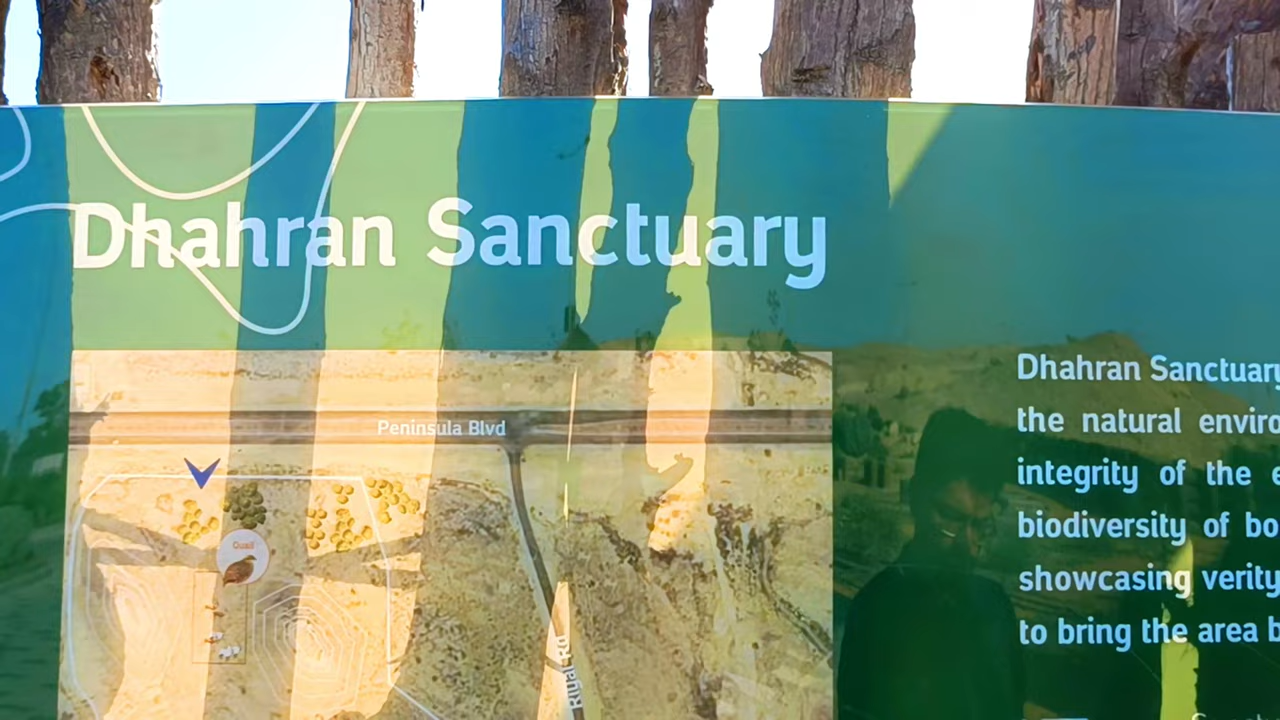 Dhahran Sanctuary
Peninsula Blvd
Quail
Riyal Rd
Dhahran Sanctuary
the natural enviro
integrity of the e
biodiversity of bo
showcasing verity
to bring the area b